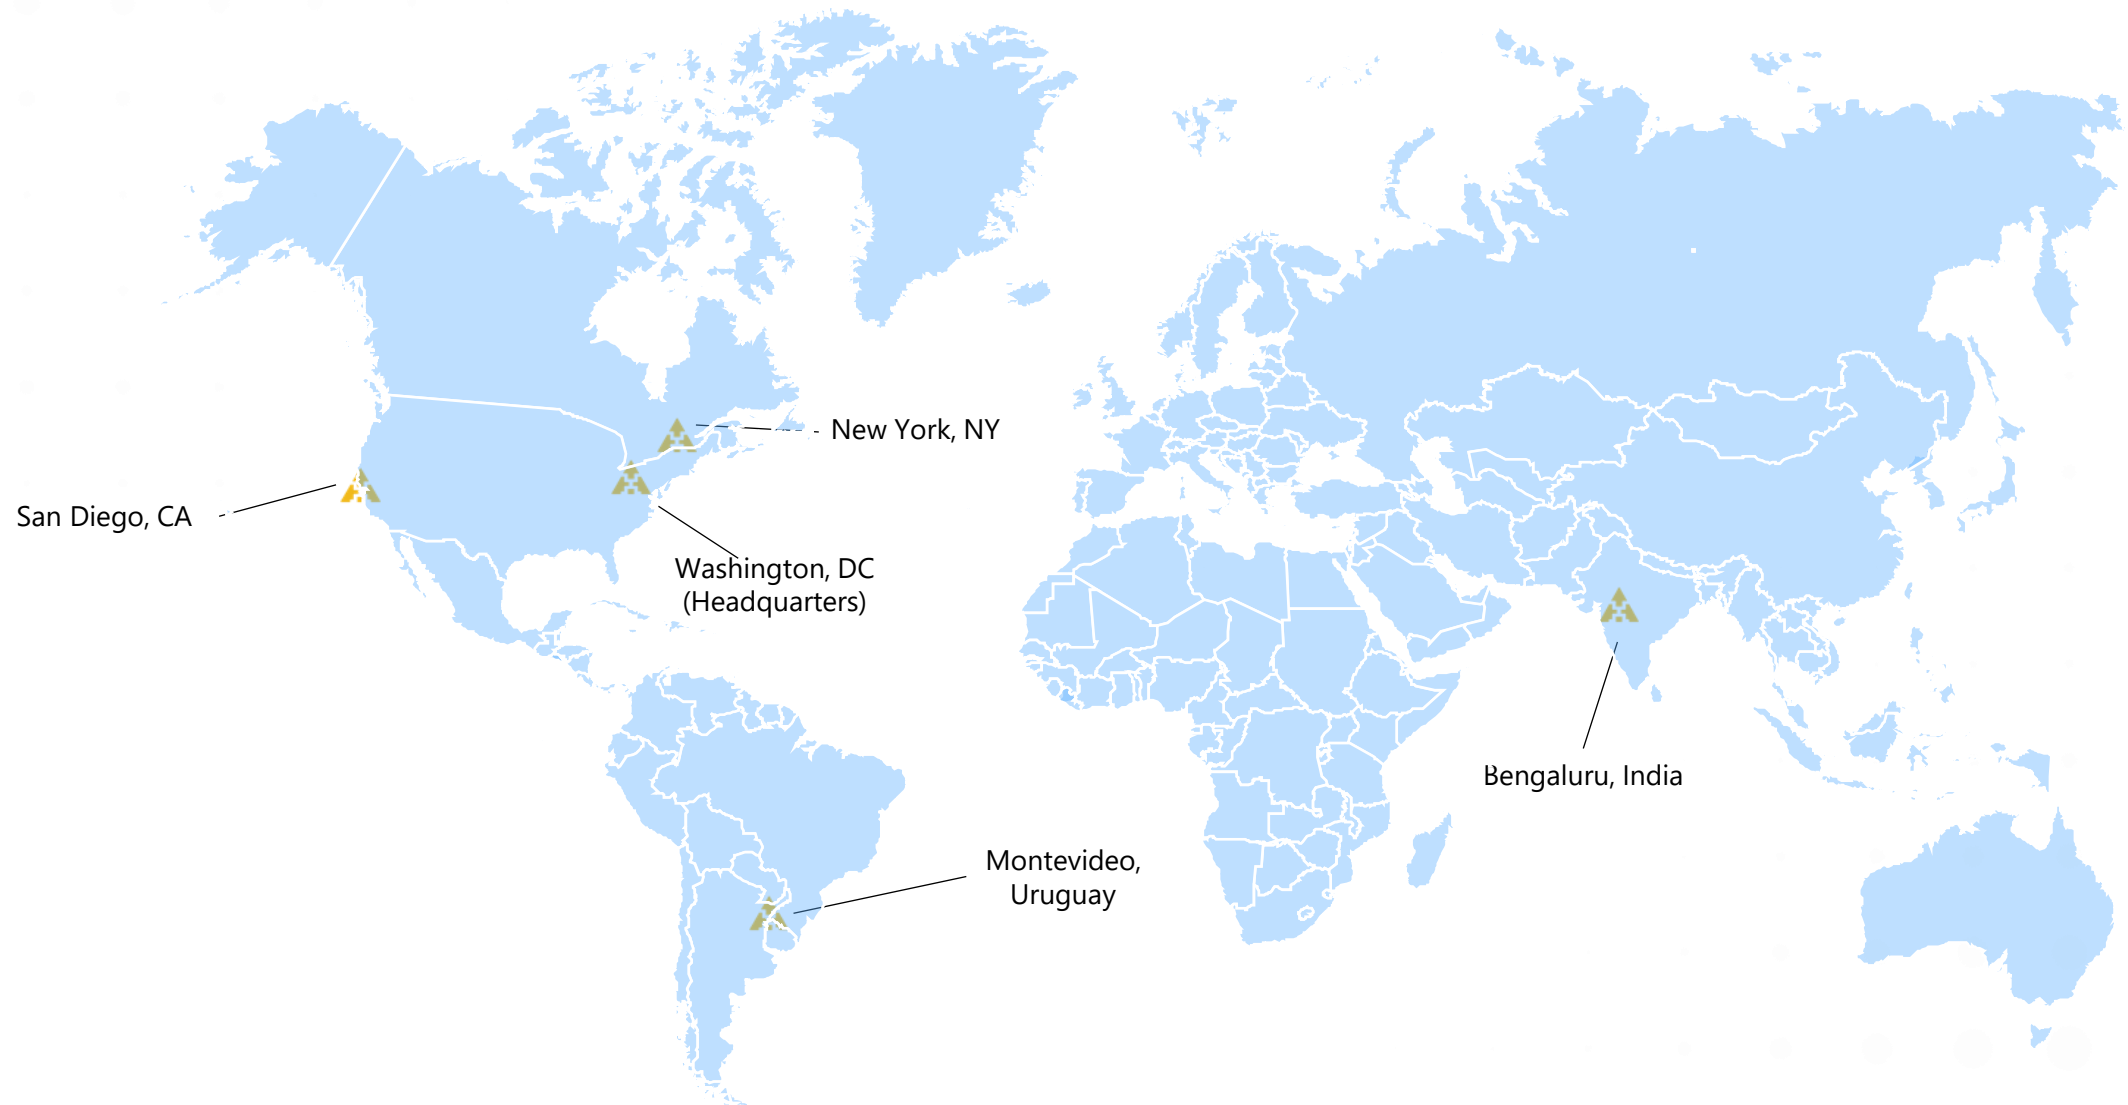 New York, NY
San Diego, CA
Washington, DC
(Headquarters)
Bengaluru, India
Montevideo,
Uruguay